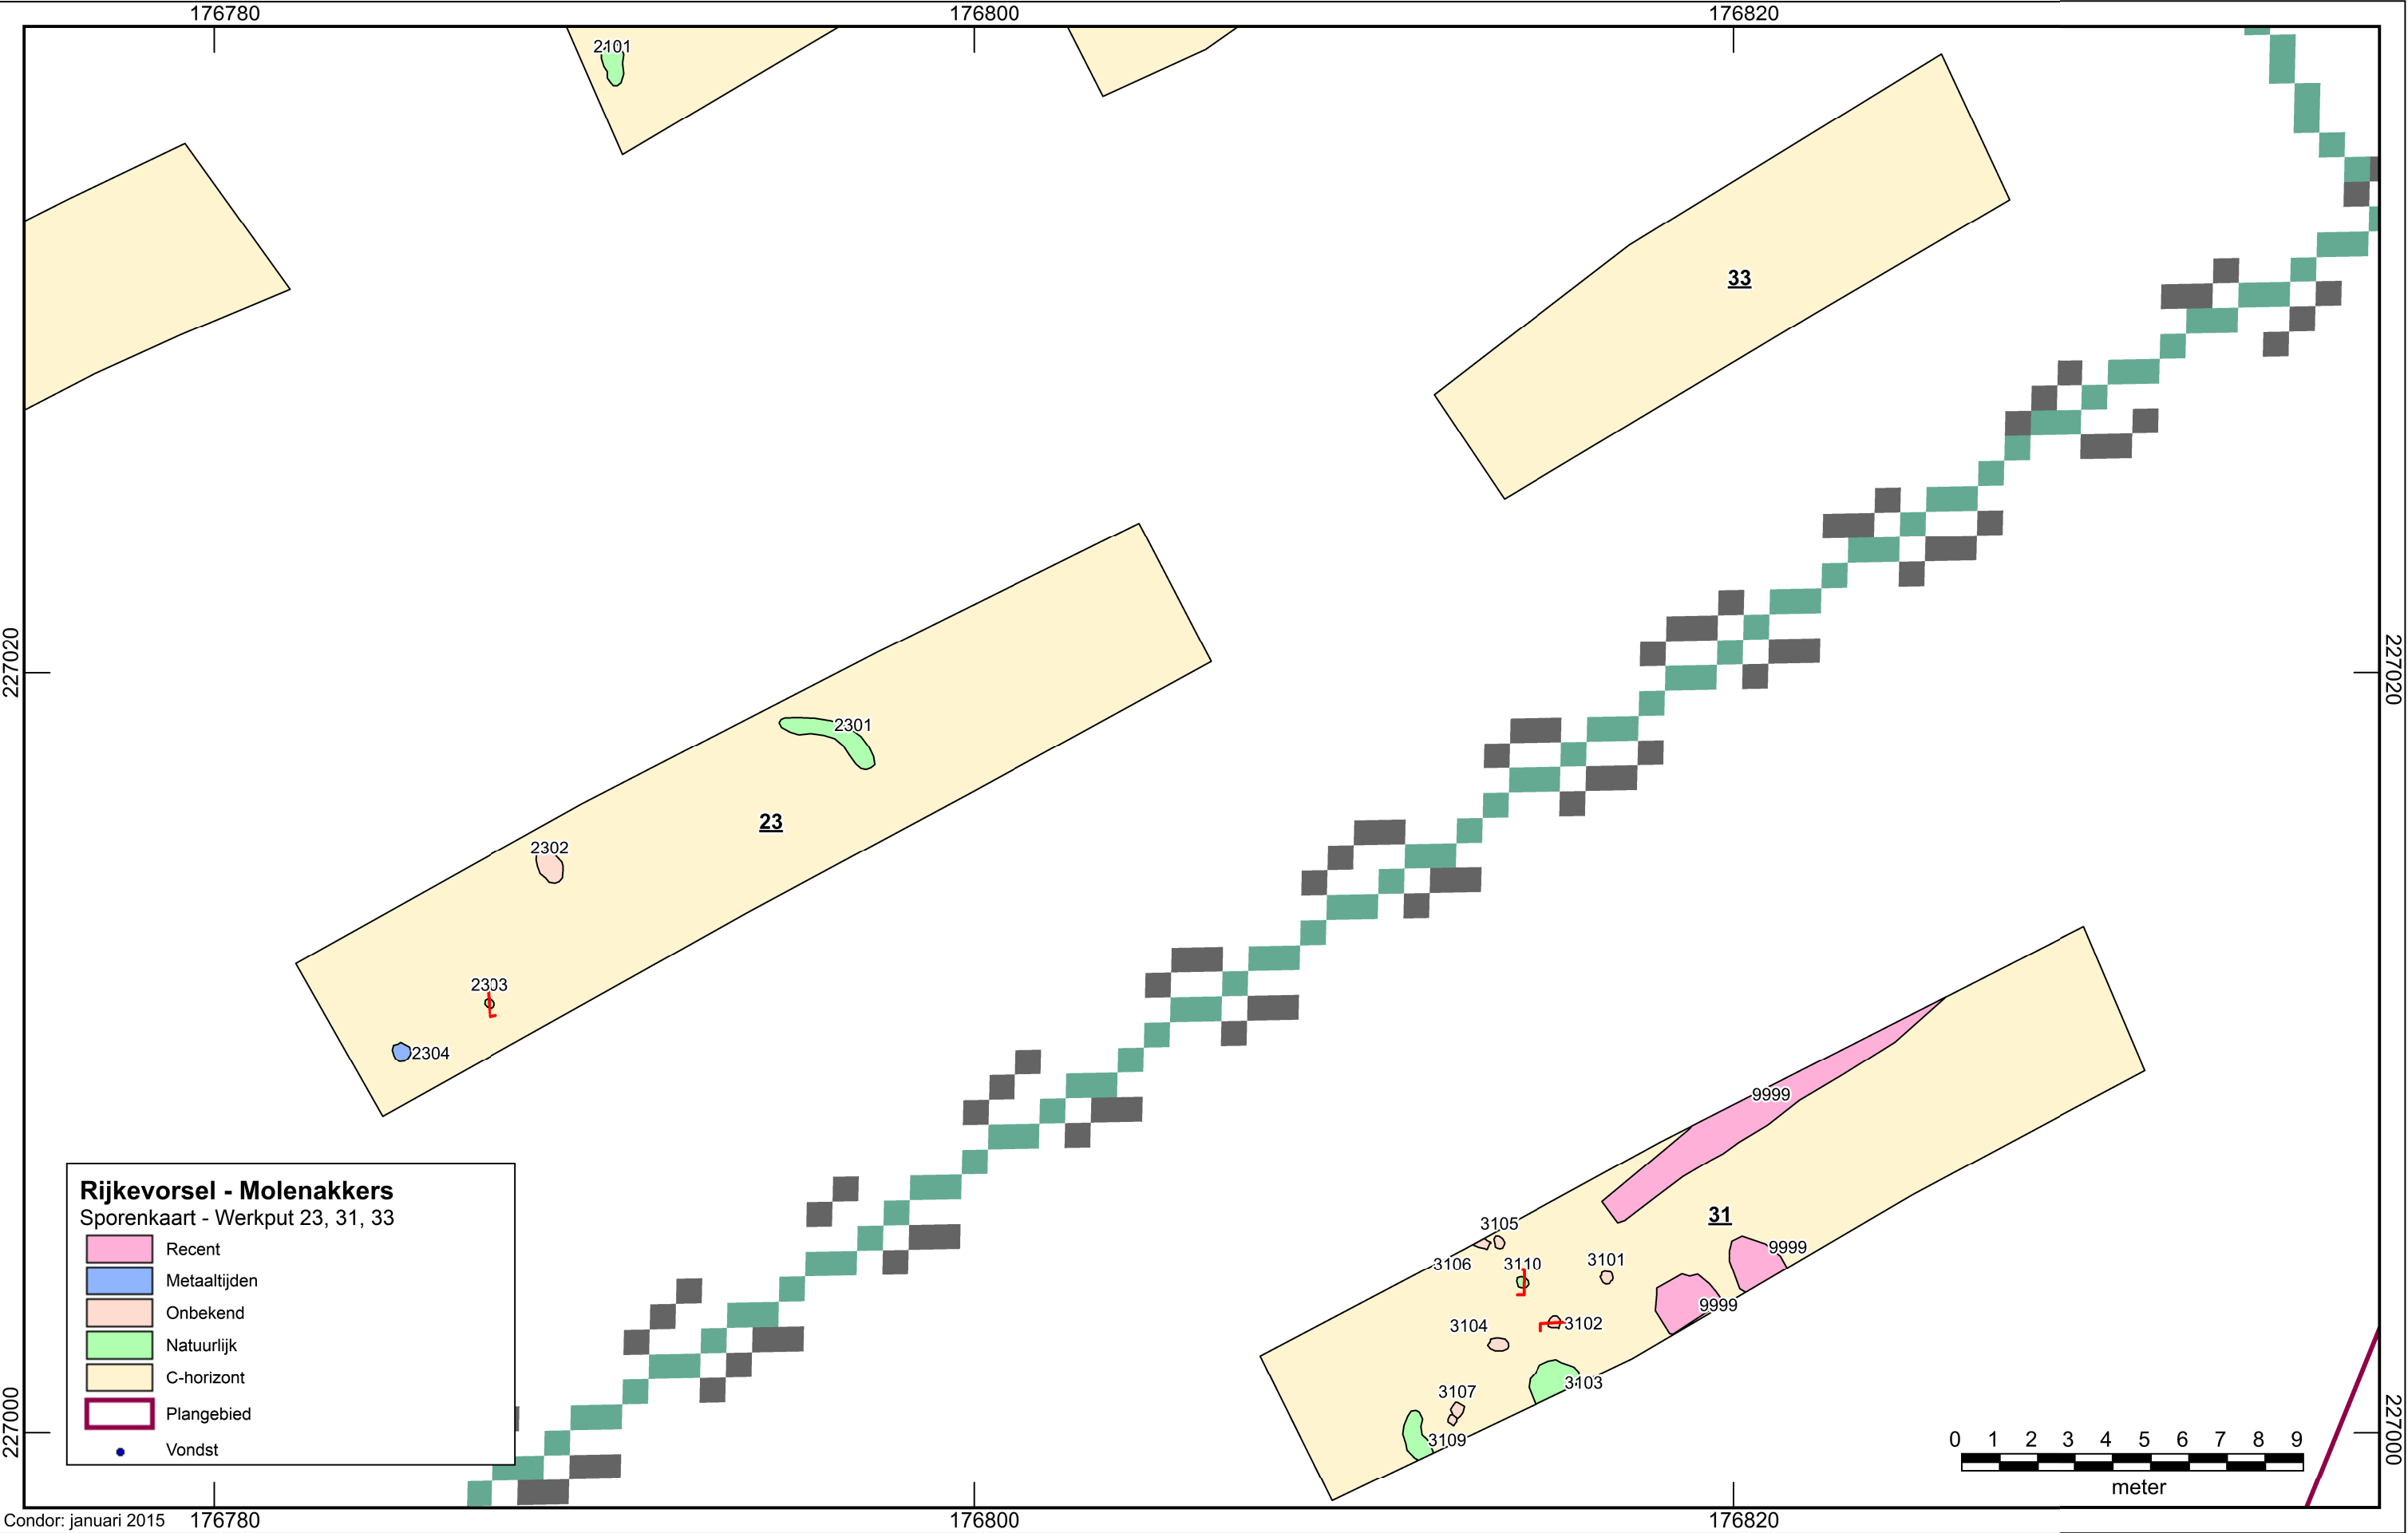 176780 176800 176820
2101
33
227020 227020
2301
23
2302
2303
2304
9999
31
3105
9999
3106 3110 3101
9999
3104 3102
3103
3107
3109
Rijkevorsel - Molenakkers
Sporenkaart - Werkput 23, 31, 33
Recent
Metaaltijden
Onbekend
Natuurlijk
C-horizont
Plangebied
Vondst
227000 227000
0 1 2 3 4 5 6 7 8 9
meter
Condor: januari 2015 176780 176800 176820